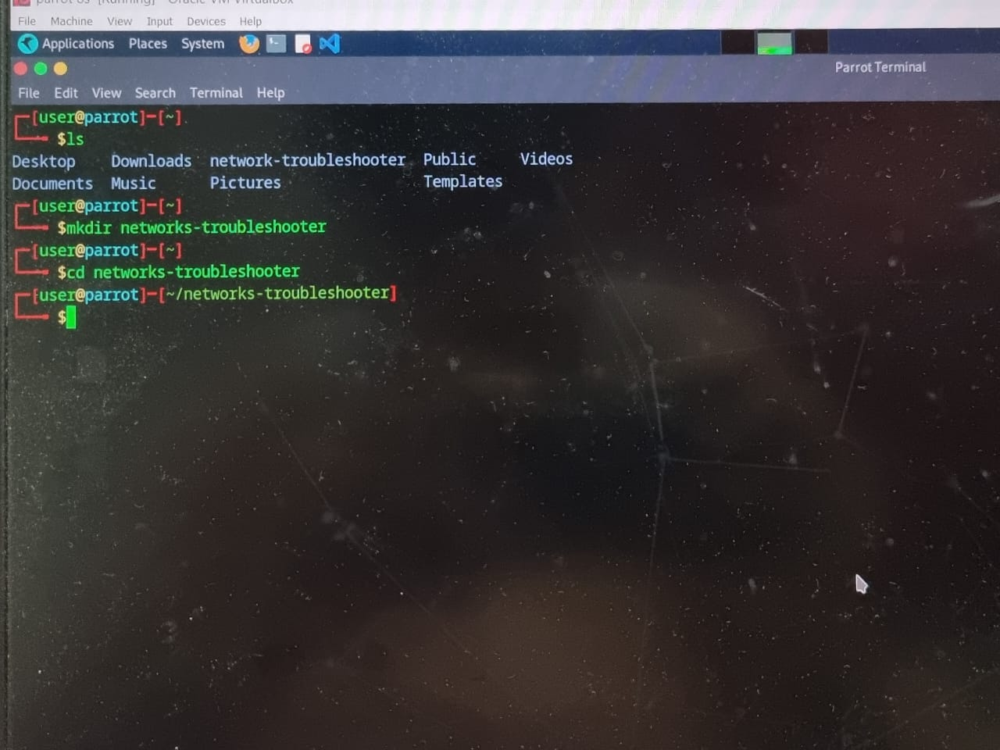 File Machine View Input Devices Help
Applications Places System
Parrot Terminal
File Edit View Search Terminal Help
[user@parrot]-[~]
$ls
Desktop Downloads network-troubleshooter Public Videos
Documents Music Pictures Templates
[user@parrot]-[~]
$mkdir networks-troubleshooter
[user@parrot]-[~]
$cd networks-troubleshooter
[user@parrot]-[~/networks-troubleshooter]
$